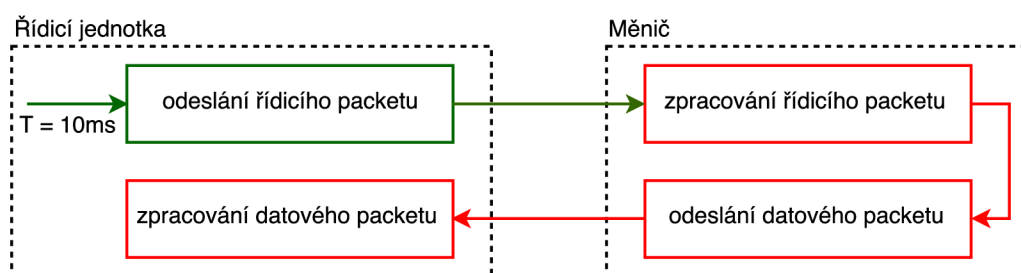 Řídicí jednotka
Měnič
odeslání řídicího packetu
zpracování řídicího packetu
T = 10ms
zpracování datového packetu
odeslání datového packetu